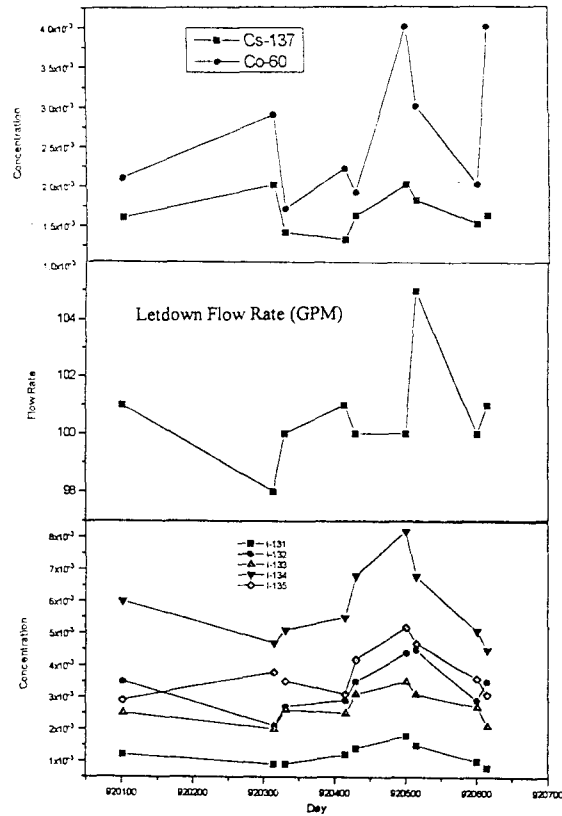 4.0x10⁻³
3.5x10⁻³
3.0x10⁻³
2.5x10⁻³
2.0x10⁻³
1.5x10⁻³
1.0x10⁻³
Concentration
Cs-137
Co-60
104
102
100
98
Flow Rate
Letdown Flow Rate (GPM)
8x10⁻³
7x10⁻³
6x10⁻³
5x10⁻³
4x10⁻³
3x10⁻³
2x10⁻³
1x10⁻³
Concentration
I-131
I-132
I-133
I-134
I-135
920100
920200
920300
920400
920500
920600
920700
Day